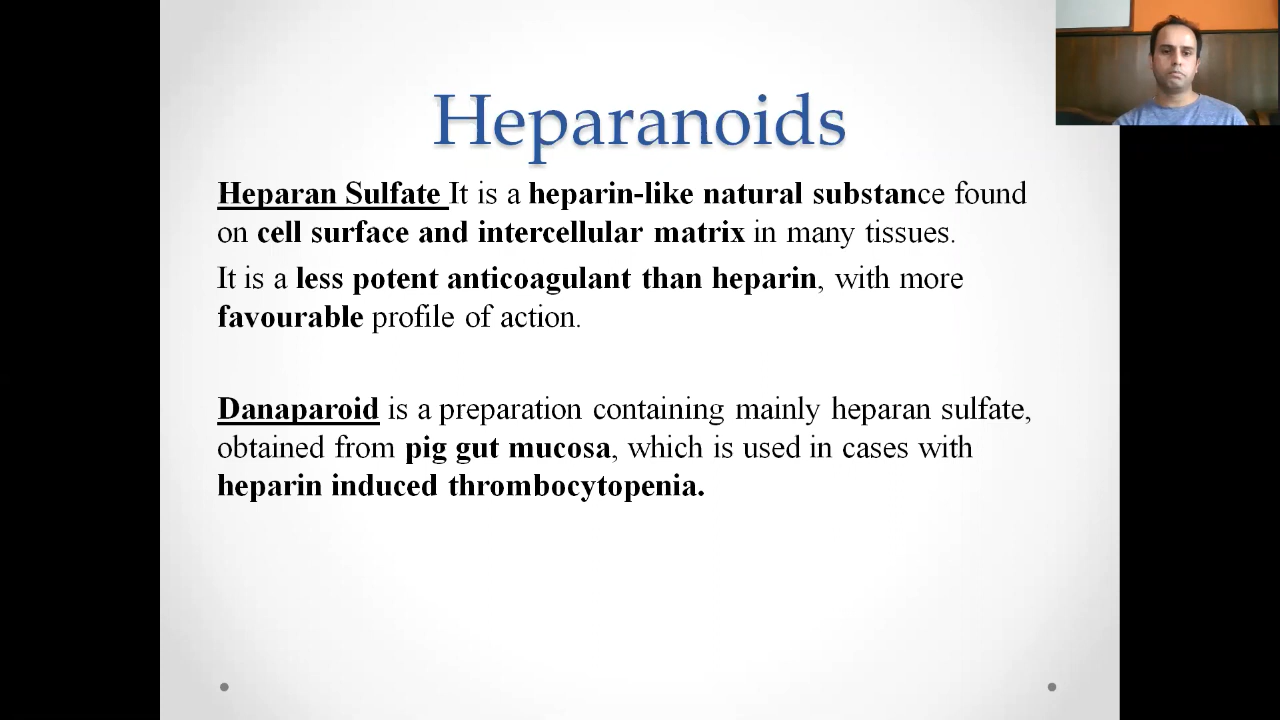 Heparanoids
Heparan Sulfate It is a heparin-like natural substance found
on cell surface and intercellular matrix in many tissues.
It is a less potent anticoagulant than heparin, with more
favourable profile of action.
Danaparoid is a preparation containing mainly heparan sulfate,
obtained from pig gut mucosa, which is used in cases with
heparin induced thrombocytopenia.